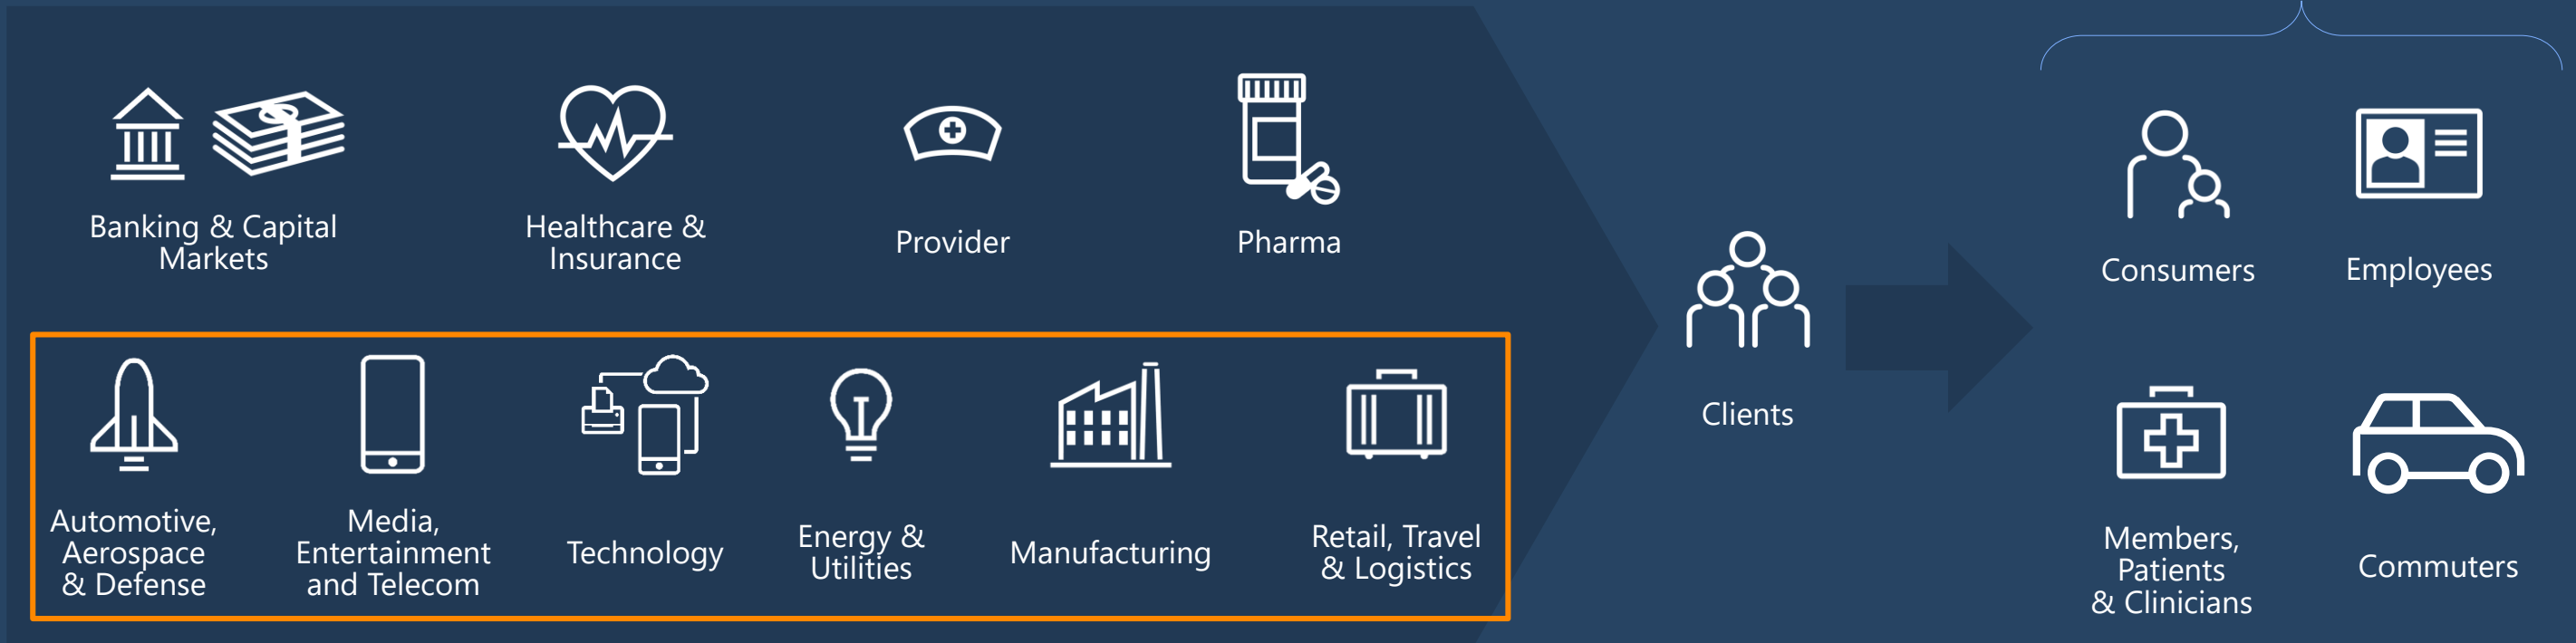 Banking & Capital
Markets
Healthcare &
Insurance
Provider
Pharma
Automotive,
Aerospace
& Defense
Media,
Entertainment
and Telecom
Technology
Energy &
Utilities
Manufacturing
Retail, Travel
& Logistics
Clients
Consumers
Employees
Members,
Patients
& Clinicians
Commuters